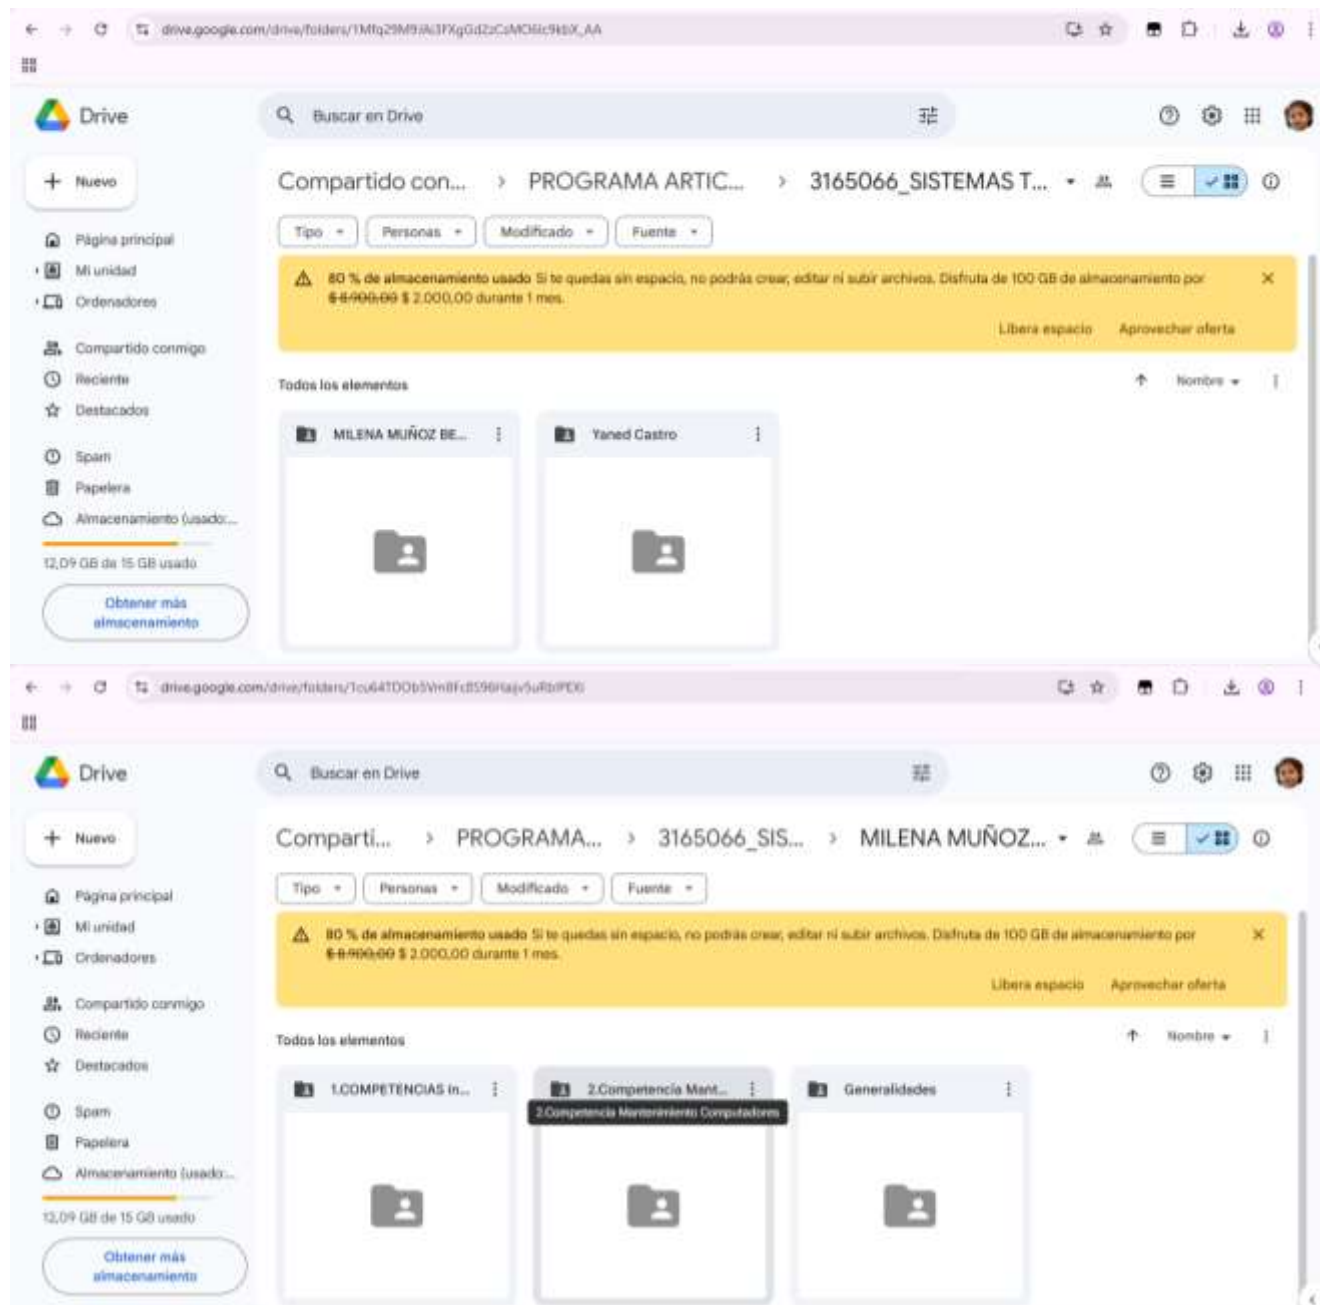 Drive
Buscar en Drive
Nuevo
Compartido con... > PROGRAMA ARTIC... > 3165066_SISTEMAS T...
Tipo Personas Modificado Fuente
Página principal
Mi unidad
Ordenadores
80 % de almacenamiento usado Si te quedas sin espacio, no podrás crear, editar ni subir archivos. Disfruta de 100 GB de almacenamiento por
$ 8.900,00 $ 2.000,00 durante 1 mes.
Libera espacio Aprovechar oferta
Compartido conmigo
Reciente
Destacados
Todos los elementos
Nombre
MILENA MUÑOZ BE...
Yaned Castro
Spam
Papelera
Almacenamiento (usado:...
12,09 GB de 15 GB usado
Obtener más
almacenamiento
Drive
Buscar en Drive
Nuevo
Comparti... > PROGRAMA... > 3165066_SIS... > MILENA MUÑOZ...
Tipo Personas Modificado Fuente
Página principal
Mi unidad
Ordenadores
80 % de almacenamiento usado Si te quedas sin espacio, no podrás crear, editar ni subir archivos. Disfruta de 100 GB de almacenamiento por
$ 8.900,00 $ 2.000,00 durante 1 mes.
Libera espacio Aprovechar oferta
Compartido conmigo
Reciente
Destacados
Todos los elementos
Nombre
1.COMPETENCIAS in...
2.Competencia Mant...
Generalidades
2.Competencia Mantenimiento Computadores
Spam
Papelera
Almacenamiento (usado:...
12,09 GB de 15 GB usado
Obtener más
almacenamiento